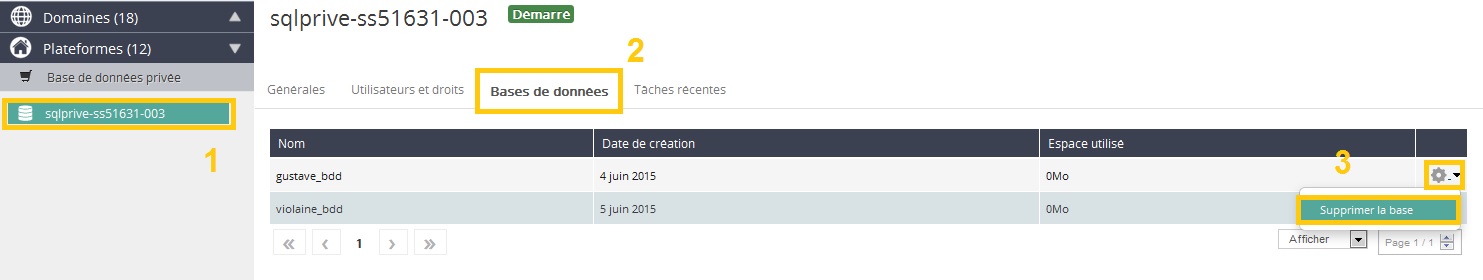 Domaines (18)
Plateformes (12)
Base de données privée
sqlprive-ss51631-003
1
sqlprive-ss51631-003 Démarré
2
Générales Utilisateurs et droits Bases de données Tâches récentes
Nom Date de création Espace utilisé
3
gustave_bdd 4 juin 2015 0Mo
violaine_bdd 5 juin 2015 0Mo
Supprimer la base
« ‹ 1 › »
Afficher Page 1 / 1